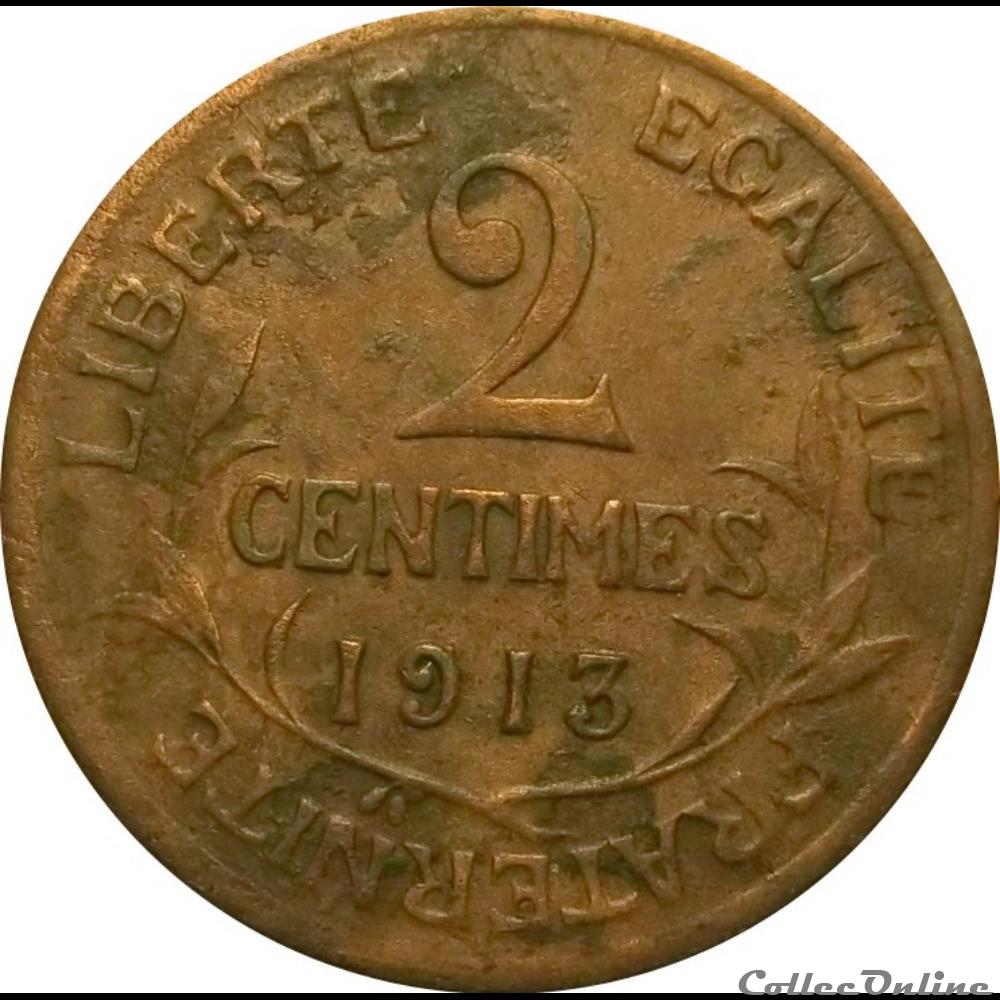 LIBERTE EGALITE FRATERNITE
2
CENTIMES
1913
CollecOnline